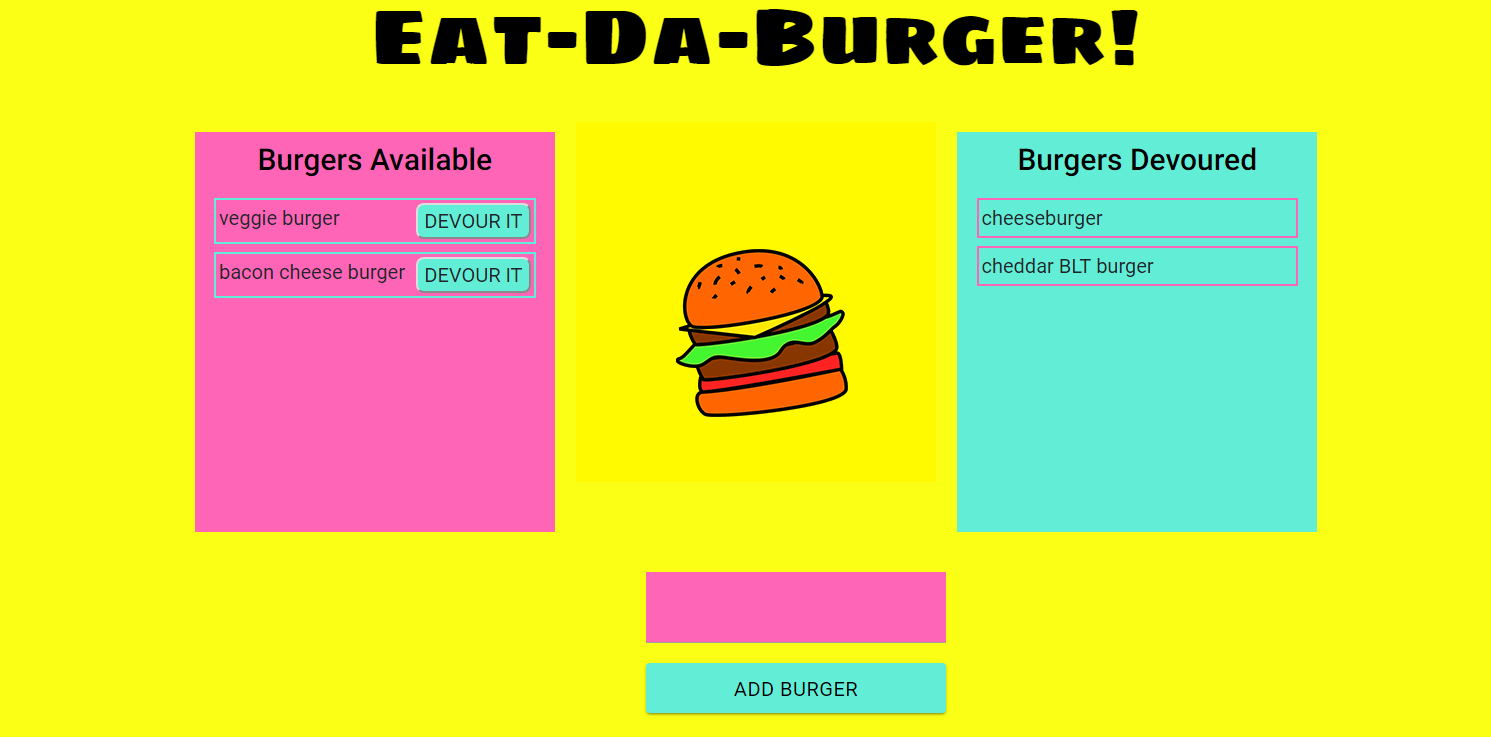 Eat-Da-Burger!
Burgers Available
veggie burger DEVOUR IT
bacon cheese burger DEVOUR IT
Burgers Devoured
cheeseburger
cheddar BLT burger
ADD BURGER